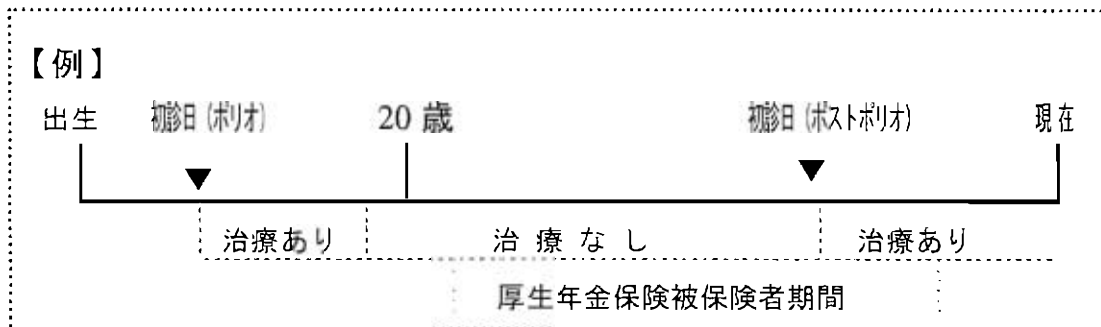 【例】
出生 初診日(ポリオ) 20歳 初診日(ポストポリオ) 現在
治療あり 治療なし 治療あり
厚生年金保険被保険者期間